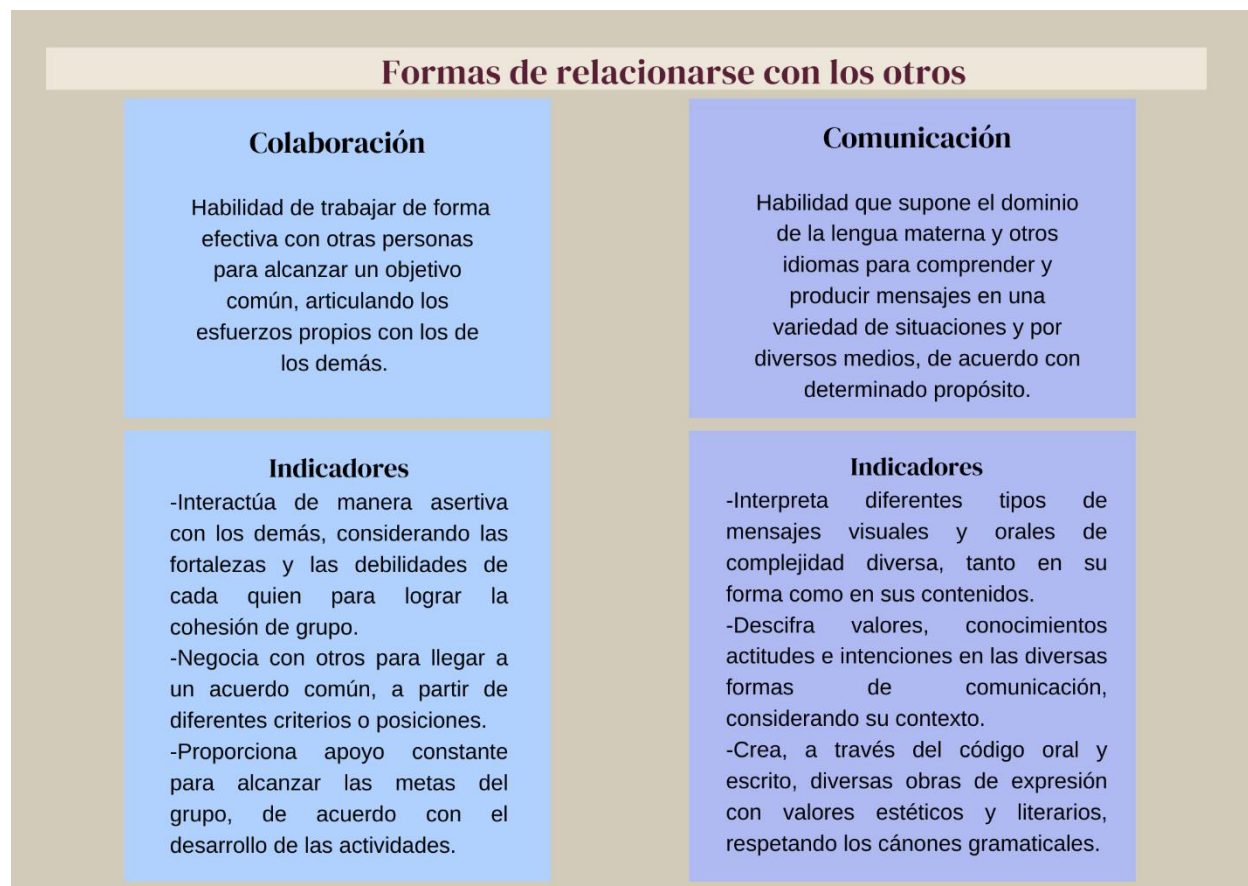 Formas de relacionarse con los otros
Colaboración
Habilidad de trabajar de forma
efectiva con otras personas
para alcanzar un objetivo
común, articulando los
esfuerzos propios con los de
los demás.
Indicadores
-Interactúa de manera asertiva
con los demás, considerando las
fortalezas y las debilidades de
cada quien para lograr la
cohesión de grupo.
-Negocia con otros para llegar a
un acuerdo común, a partir de
diferentes criterios o posiciones.
-Proporciona apoyo constante
para alcanzar las metas del
grupo, de acuerdo con el
desarrollo de las actividades.
Comunicación
Habilidad que supone el dominio
de la lengua materna y otros
idiomas para comprender y
producir mensajes en una
variedad de situaciones y por
diversos medios, de acuerdo con
determinado propósito.
Indicadores
-Interpreta diferentes tipos de
mensajes visuales y orales de
complejidad diversa, tanto en su
forma como en sus contenidos.
-Descifra valores, conocimientos
actitudes e intenciones en las diversas
formas de comunicación,
considerando su contexto.
-Crea, a través del código oral y
escrito, diversas obras de expresión
con valores estéticos y literarios,
respetando los cánones gramaticales.